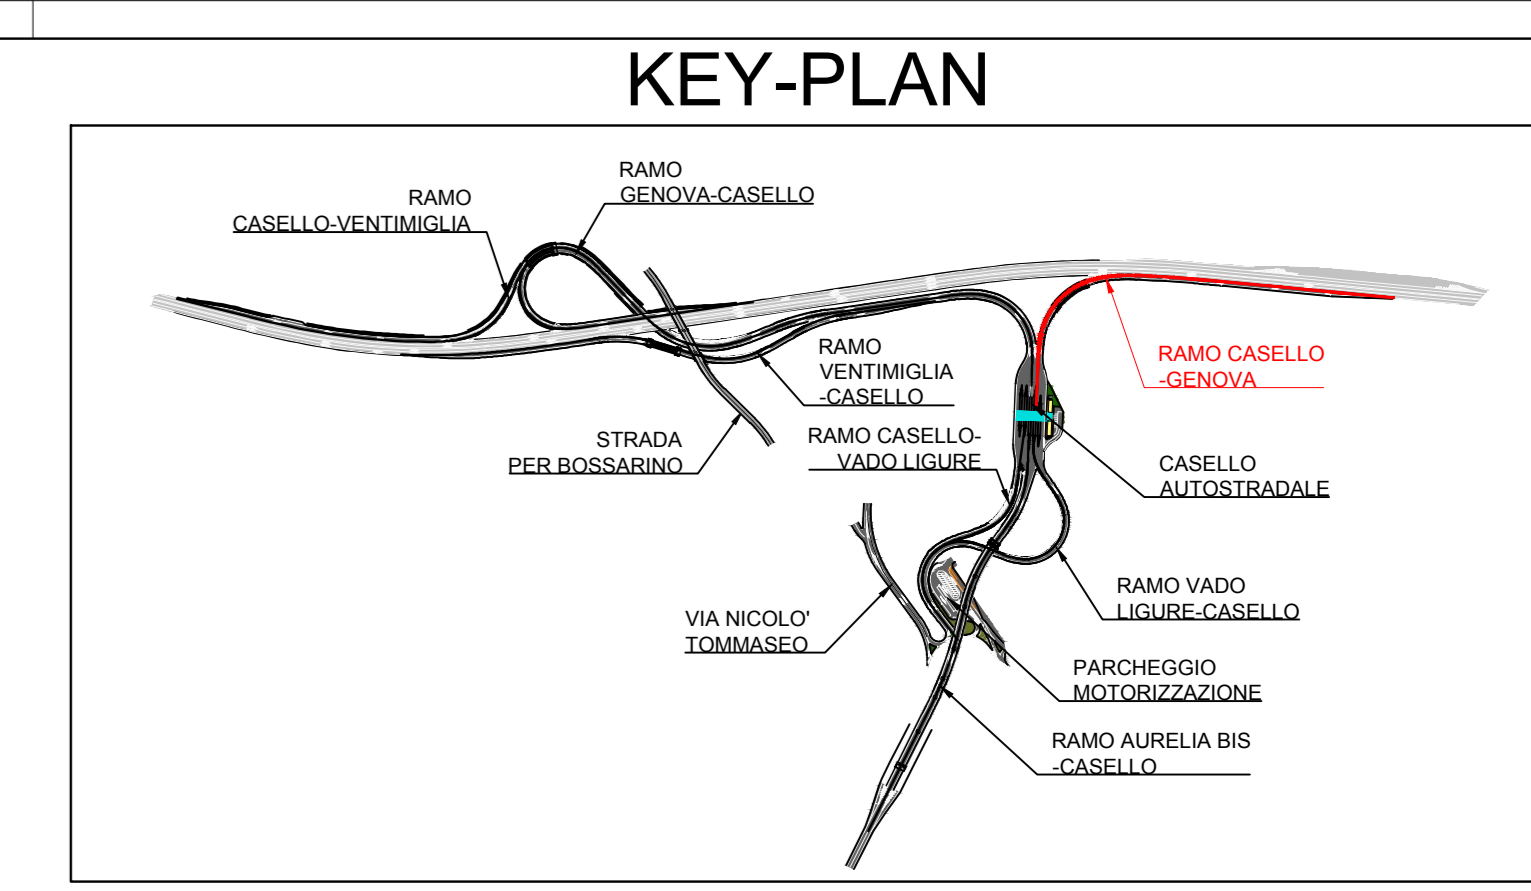 KEY-PLAN
RAMO
GENOVA-CASELLO
RAMO
CASELLO-VENTIMIGLIA
RAMO
VENTIMIGLIA
-CASELLO
RAMO CASELLO
-GENOVA
STRADA
PER BOSSARINO
RAMO CASELLO-
VADO LIGURE
CASELLO
AUTOSTRADALE
RAMO VADO
LIGURE-CASELLO
VIA NICOLO'
TOMMASEO
PARCHEGGIO
MOTORIZZAZIONE
RAMO AURELIA BIS
-CASELLO